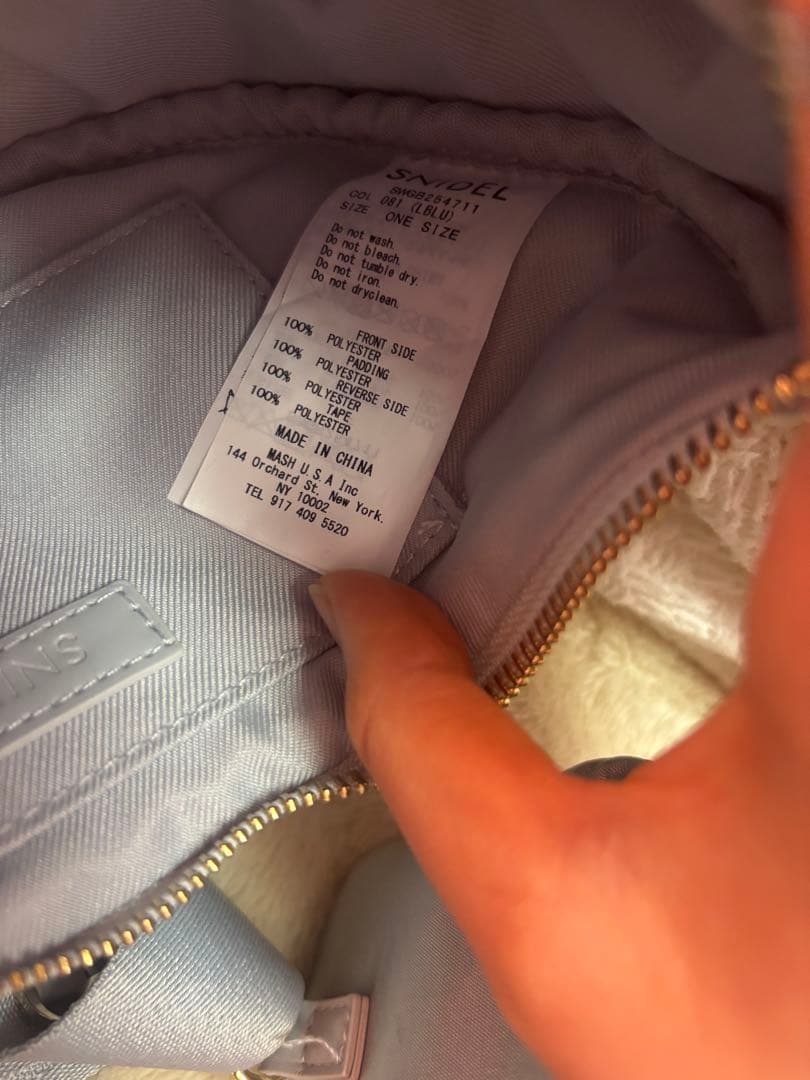 SNIDEL
SWGB254711
COL 081 (LBLU)
SIZE ONE SIZE
Do not wash.
Do not bleach.
Do not tumble dry.
Do not iron.
Do not dryclean.
FRONT SIDE
100% POLYESTER
PADDING
100% POLYESTER
REVERSE SIDE
100% POLYESTER
TAPE
100% POLYESTER
MADE IN CHINA
MASH U.S.A Inc
144 Orchard St. New York.
NY 10002
TEL 917 409 5520
SNI